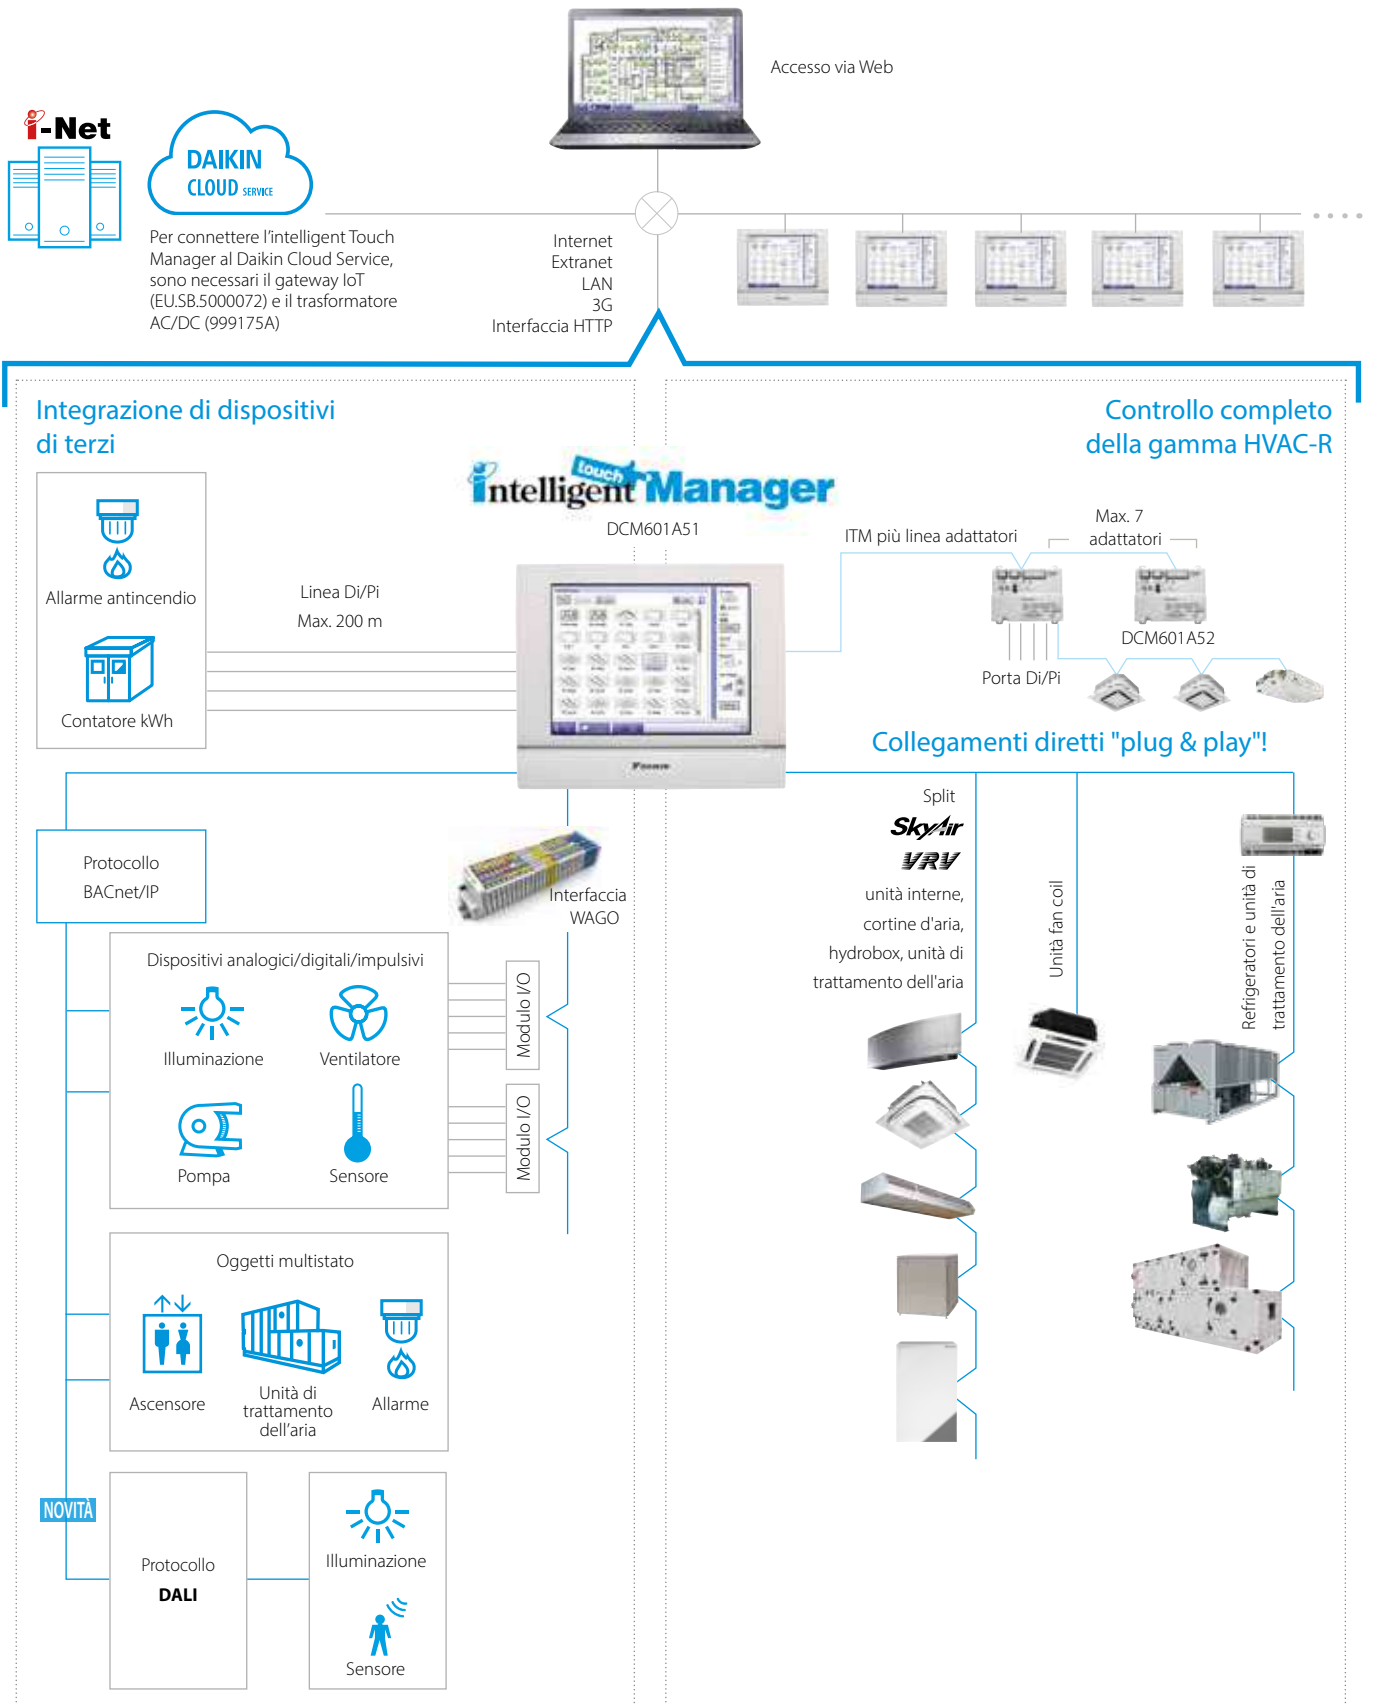 Accesso via Web
i-Net
DAIKIN
CLOUD SERVICE
Per connettere l'intelligent Touch
Manager al Daikin Cloud Service,
sono necessari il gateway IoT
(EU.SB.5000072) e il trasformatore
AC/DC (999175A)
Internet
Extranet
LAN
3G
Interfaccia HTTP
Integrazione di dispositivi
di terzi
Controllo completo
della gamma HVAC-R
intelligent touch Manager
DCM601A51
ITM più linea adattatori
Max. 7
adattatori
Allarme antincendio
Linea Di/Pi
Max. 200 m
DCM601A52
Porta Di/Pi
Contatore kWh
Collegamenti diretti "plug & play"!
DAIKIN
Split
SkyAir
VRV
unità interne,
cortine d'aria,
hydrobox, unità di
trattamento dell'aria
Unità fan coil
Refrigeratori e unità di
trattamento dell'aria
Protocollo
BACnet/IP
Interfaccia
WAGO
Dispositivi analogici/digitali/impulsivi
Illuminazione
Ventilatore
Modulo I/O
Pompa
Sensore
Modulo I/O
Oggetti multistato
Ascensore
Unità di
trattamento
dell'aria
Allarme
NOVITÀ
Protocollo
DALI
Illuminazione
Sensore